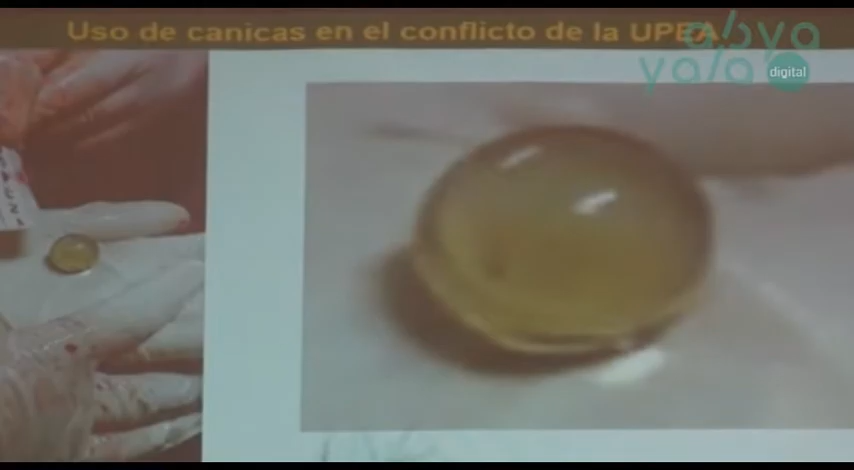 Uso de canicas en el conflicto de la UPEA
abya
yala
digital